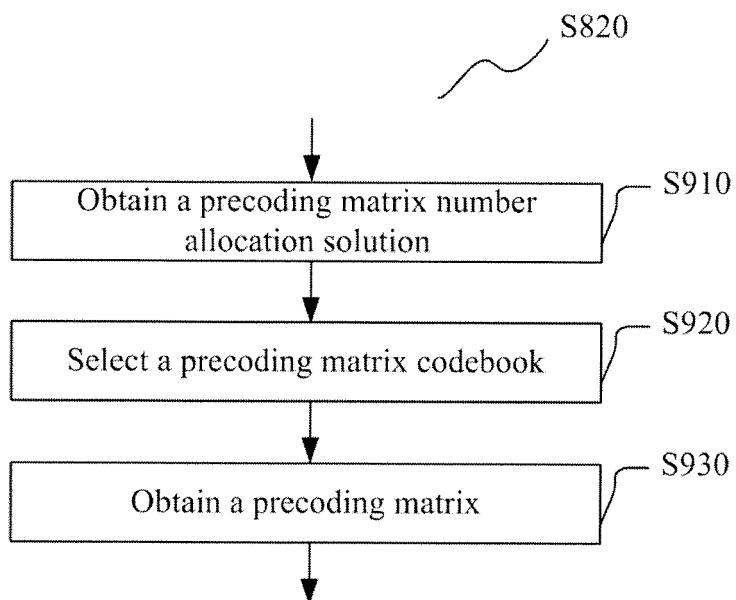 S820
Obtain a precoding matrix number
allocation solution
S910
Select a precoding matrix codebook
S920
Obtain a precoding matrix
S930